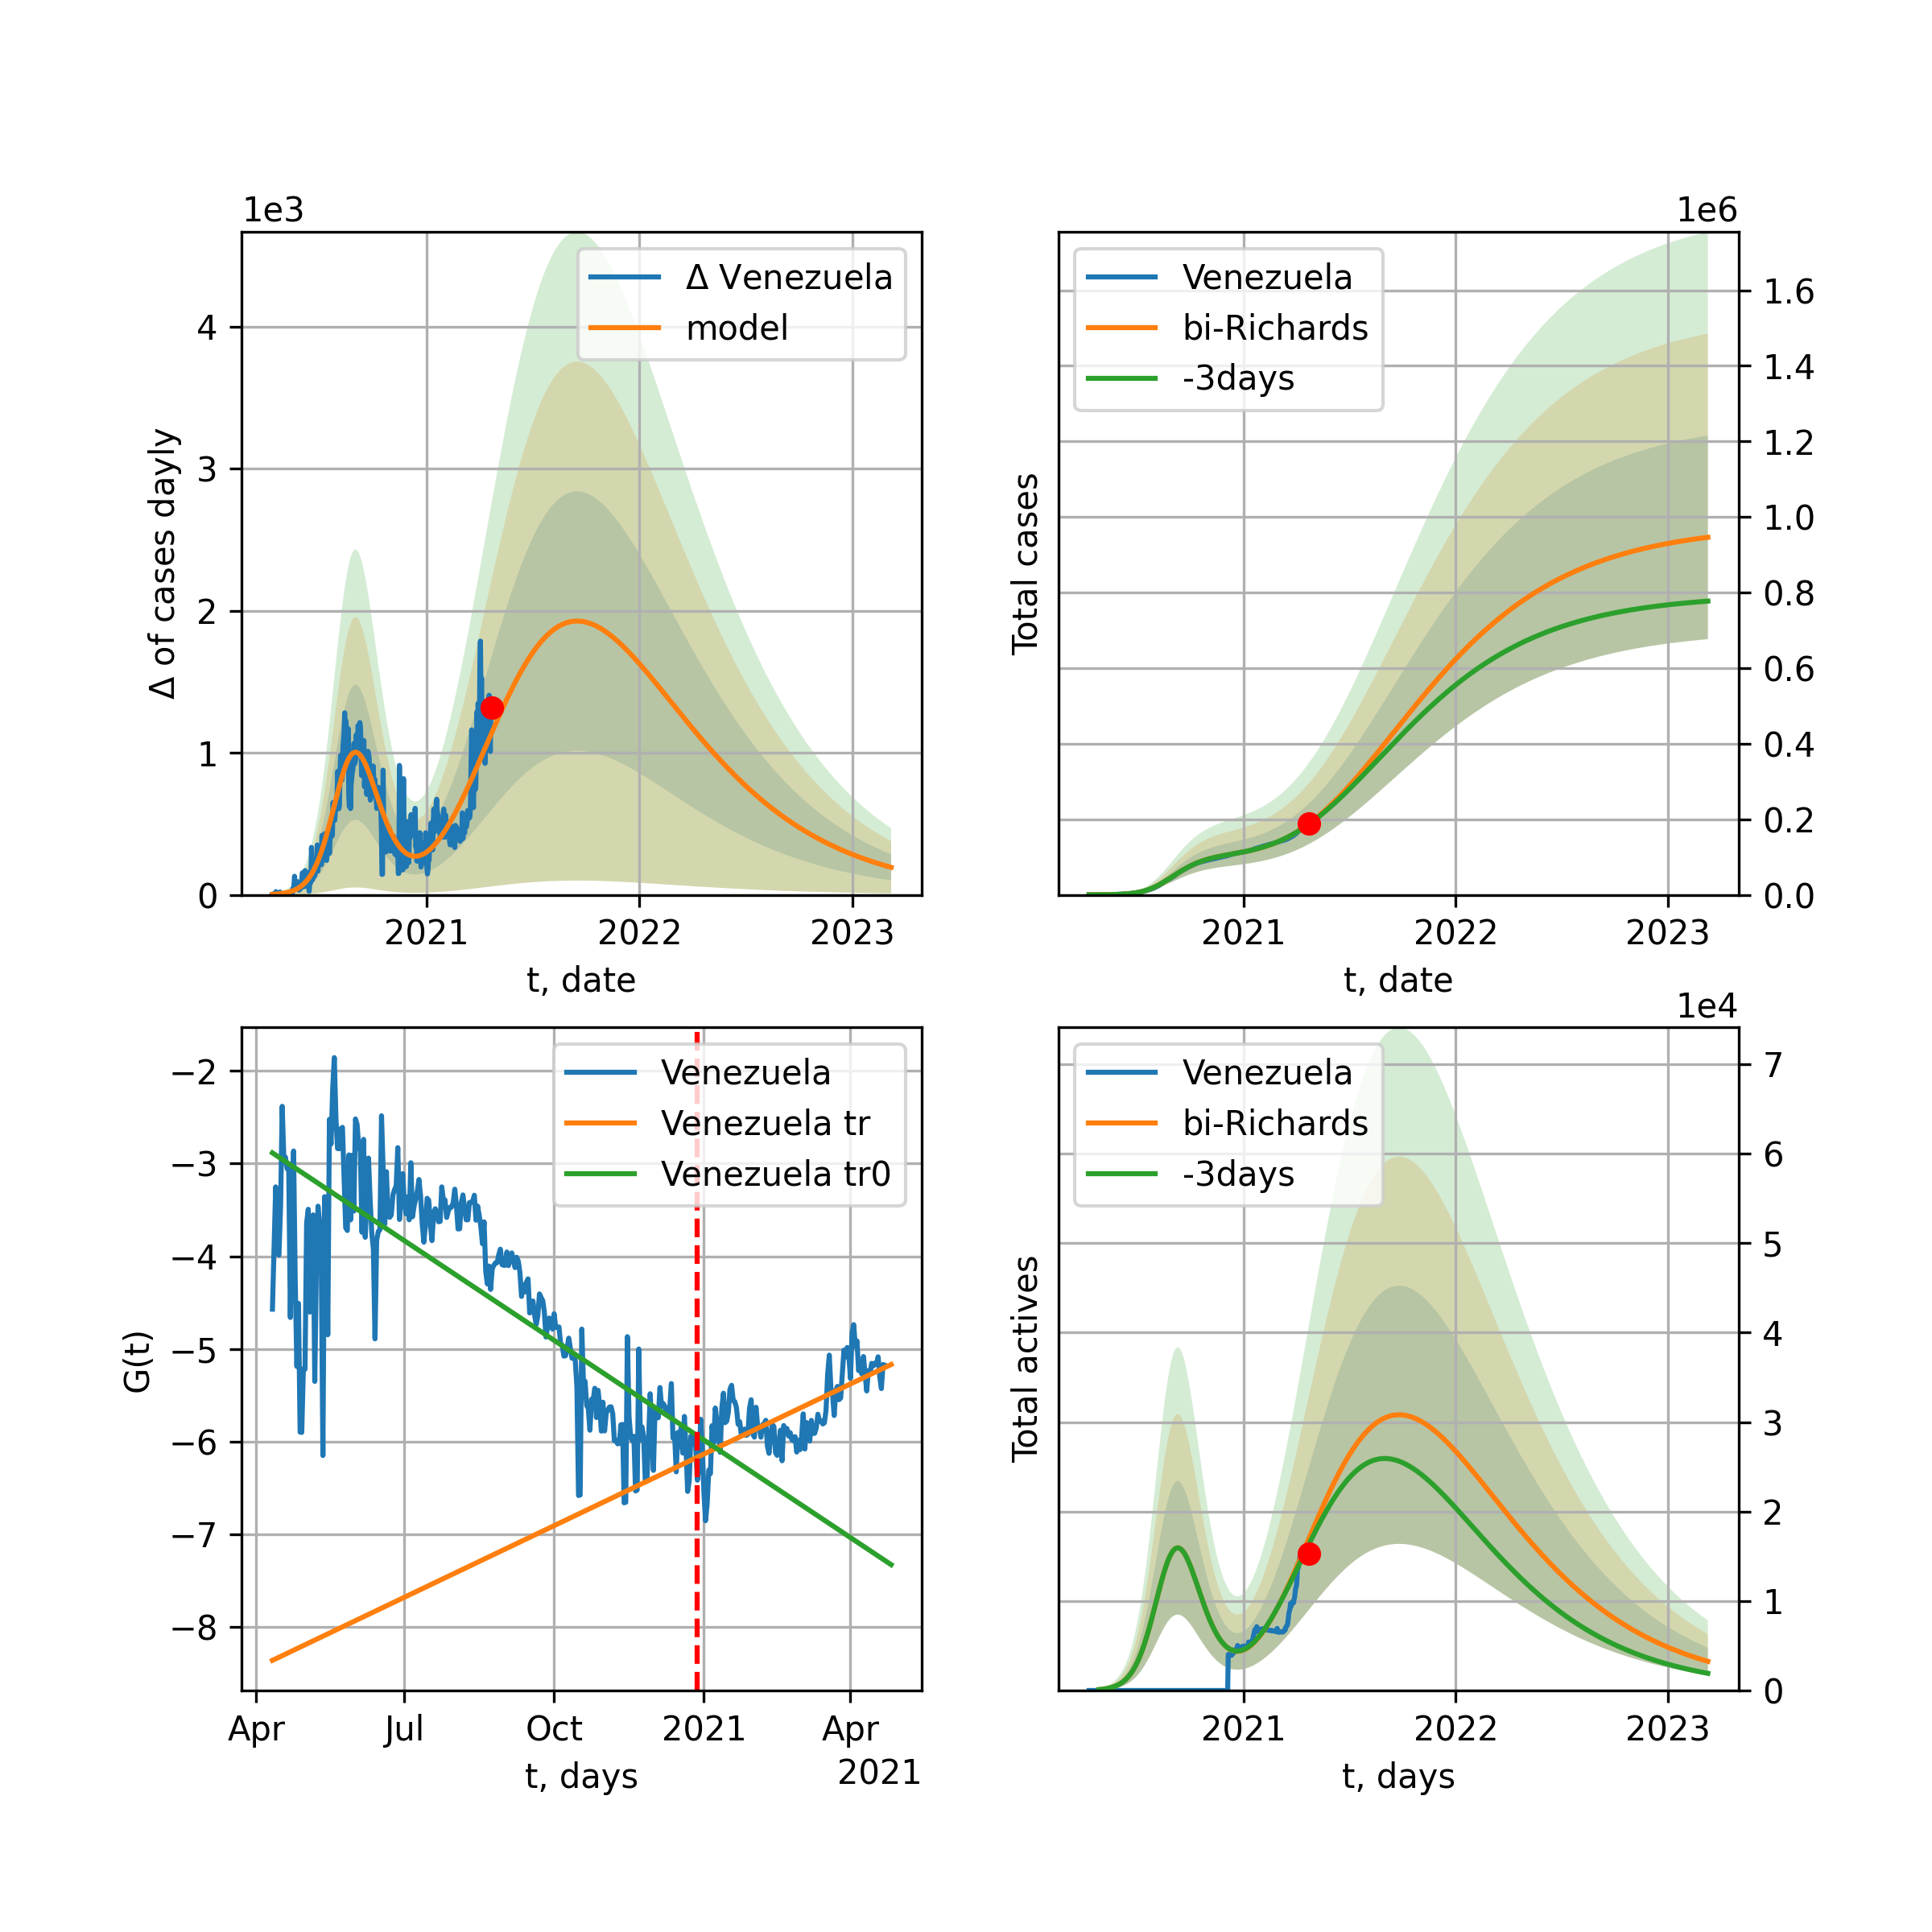 1e3
Δ Venezuela
model
4
3
2
1
0
Δ of cases dayly
2021 2022 2023
t, date
1e6
Venezuela
bi-Richards
-3days
1.6
1.4
1.2
1.0
0.8
0.6
0.4
0.2
0.0
Total cases
2021 2022 2023
t, date
Venezuela
Venezuela tr
Venezuela tr0
−2
−3
−4
−5
−6
−7
−8
G(t)
Apr Jul Oct 2021 Apr
2021
t, days
1e4
Venezuela
bi-Richards
-3days
7
6
5
4
3
2
1
0
Total actives
2021 2022 2023
t, days